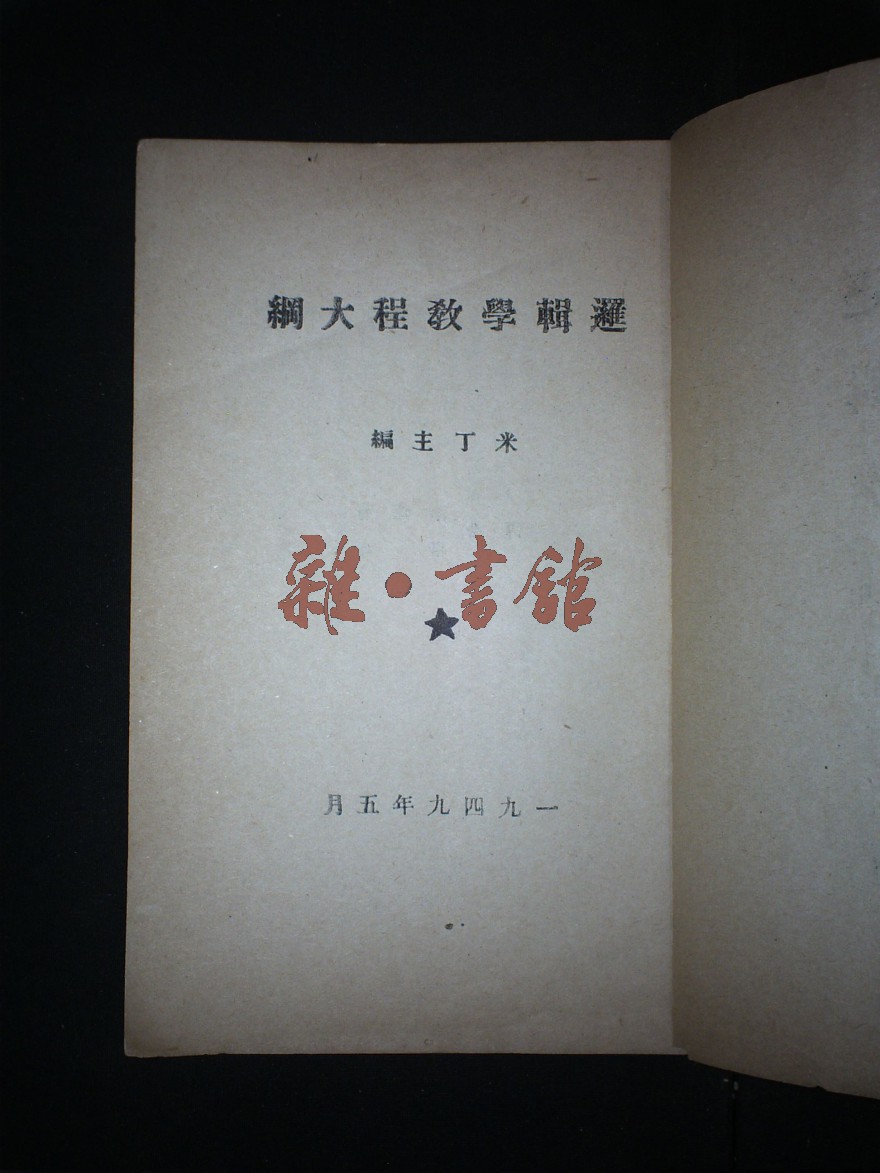 邏輯學教程大綱
米丁主編
雜·書館
一九四九年五月